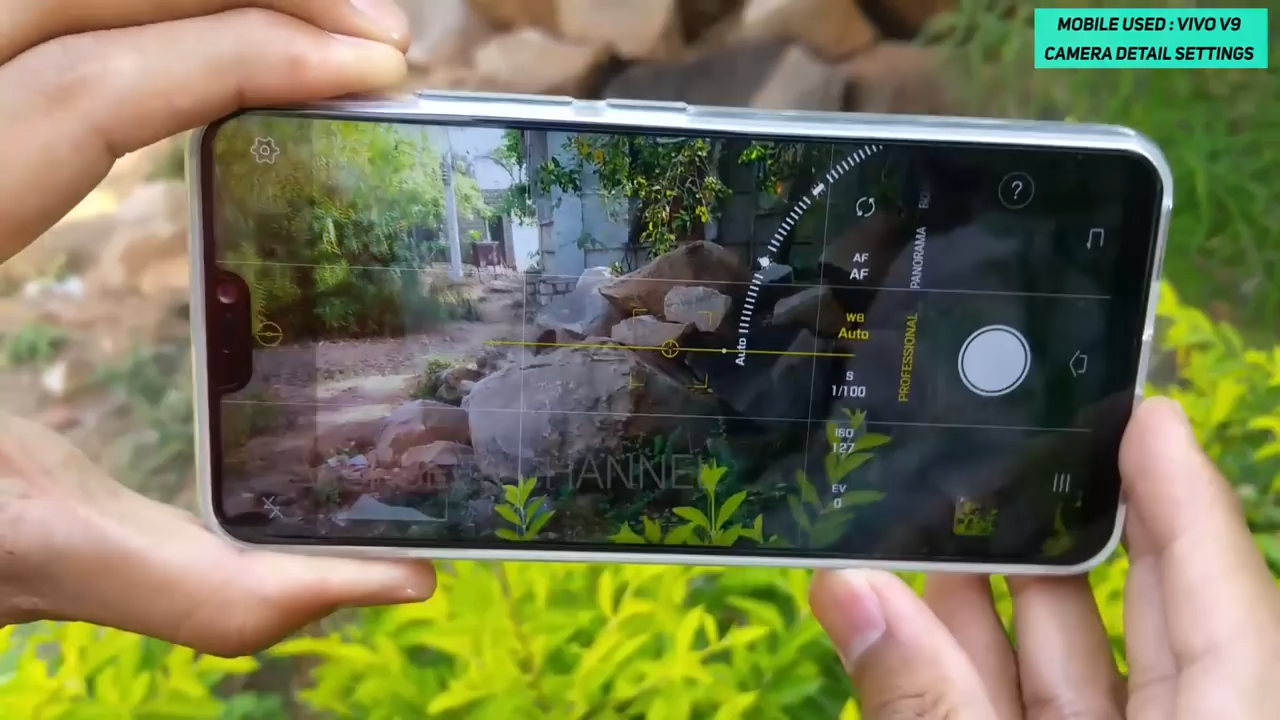 MOBILE USED : VIVO V9
CAMERA DETAIL SETTINGS
?
PANORAMA
PROFESSIONAL
AF
AF
WB
Auto
Auto
S
1/100
ISO
127
EV
0
HANNE